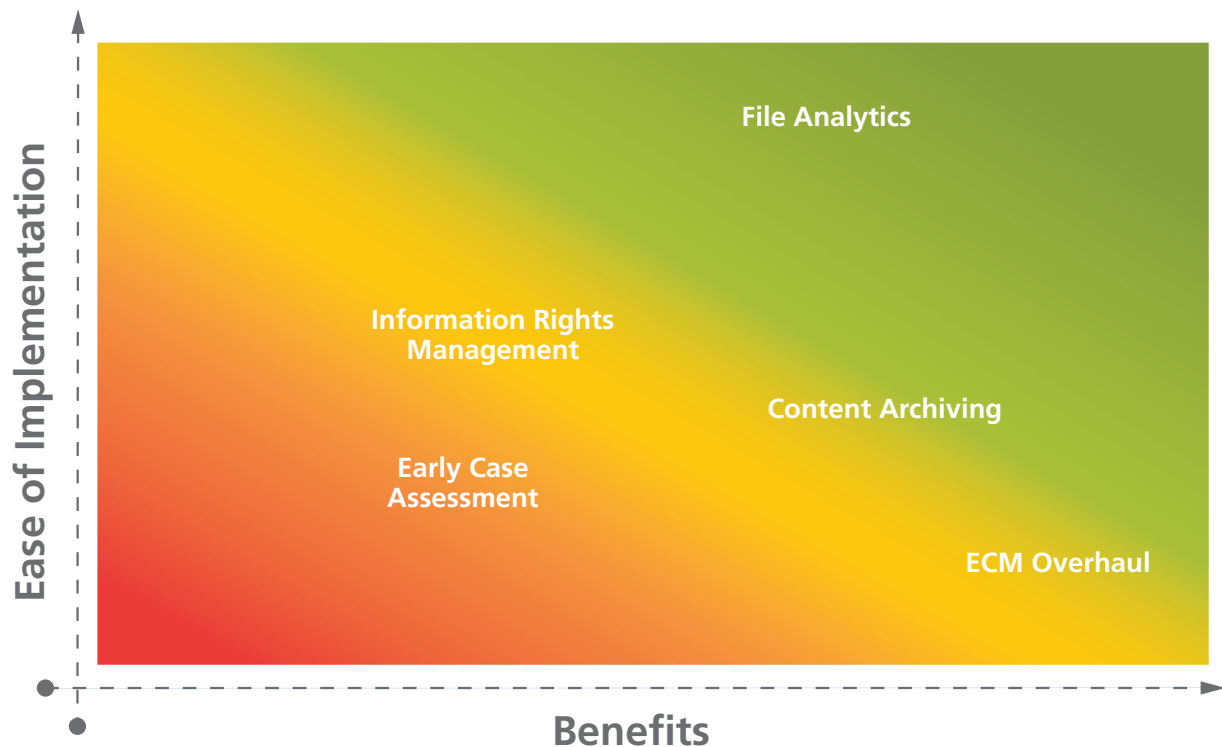 File Analytics
Ease of Implementation
Information Rights
Management
Content Archiving
Early Case
Assessment
ECM Overhaul
Benefits